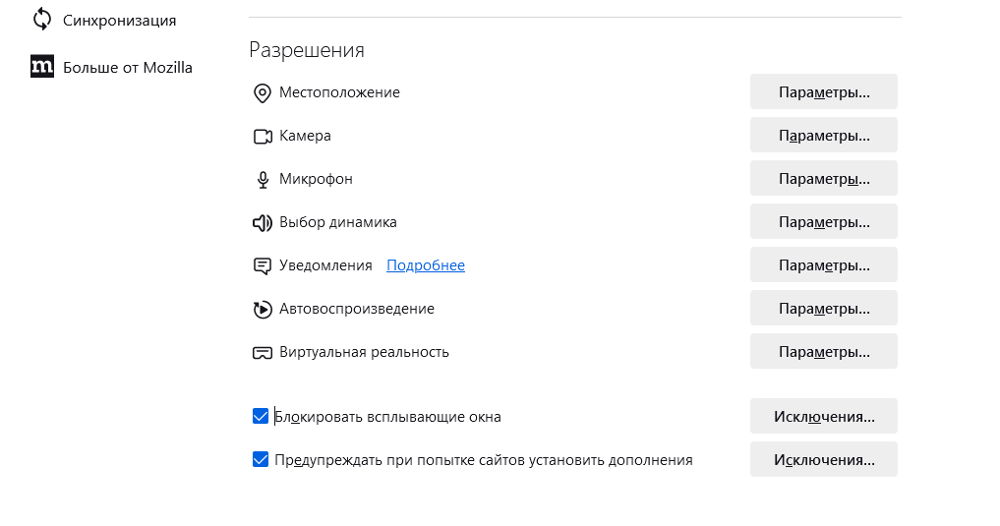 Синхронизация
Больше от Mozilla
Разрешения
Местоположение Параметры...
Камера Параметры...
Микрофон Параметры...
Выбор динамика Параметры...
Уведомления Подробнее Параметры...
Автовоспроизведение Параметры...
Виртуальная реальность Параметры...
Блокировать всплывающие окна Исключения...
Предупреждать при попытке сайтов установить дополнения Исключения...